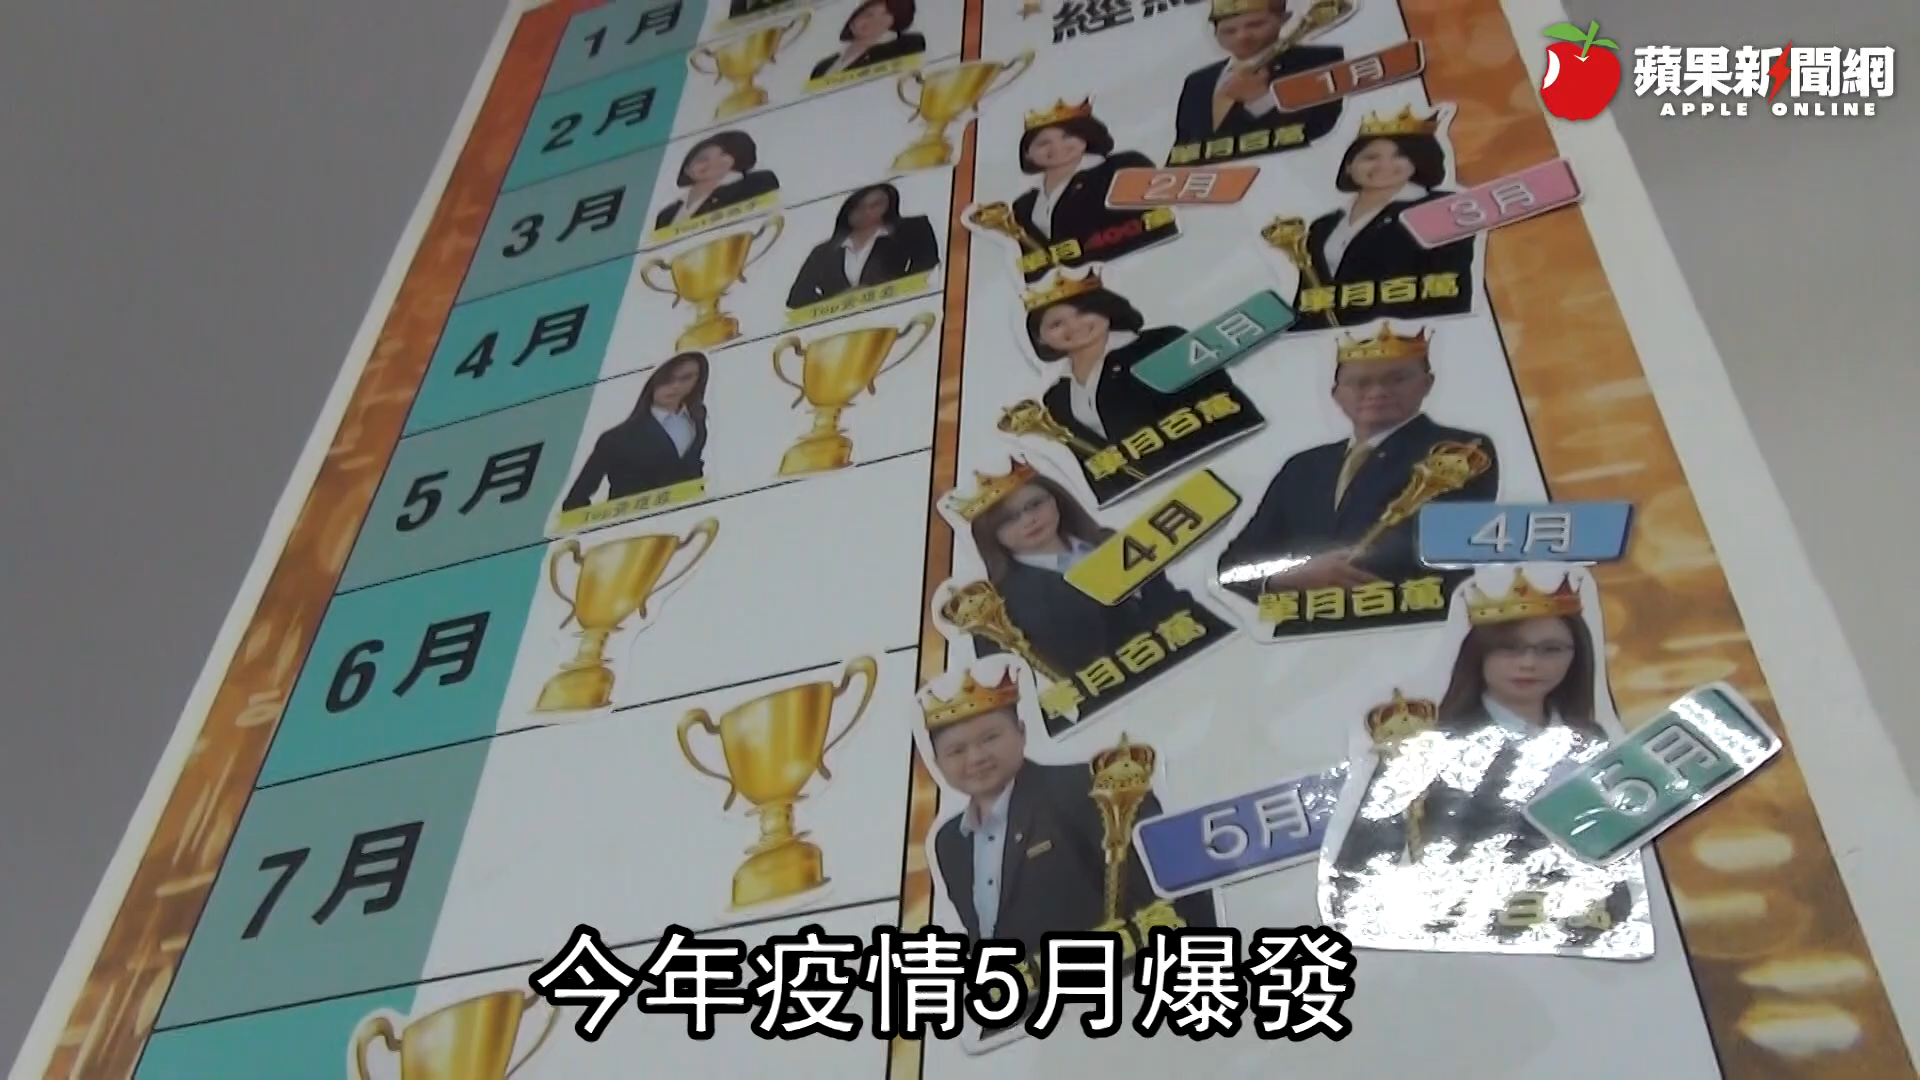 蘋果新聞網
APPLE ONLINE
1月
2月
3月
4月
5月
6月
7月
1月
單月百萬
2月
單月400萬
3月
單月百萬
4月
單月百萬
4月
單月百萬
4月
單月百萬
5月
5月
今年疫情5月爆發